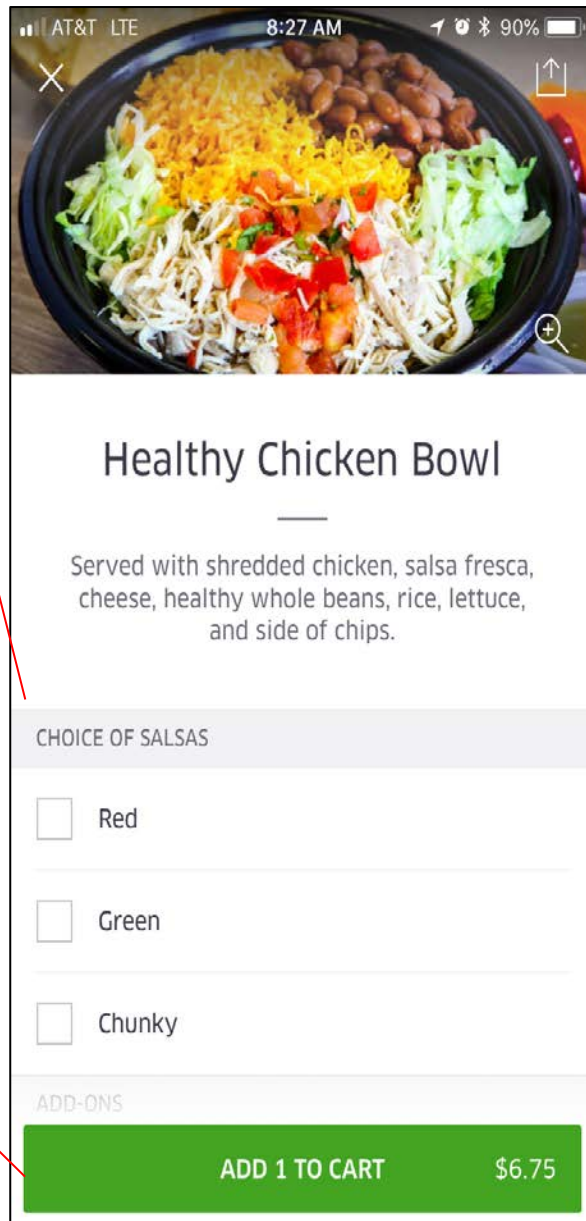 AT&T LTE 8:27 AM 90%
Healthy Chicken Bowl
Served with shredded chicken, salsa fresca,
cheese, healthy whole beans, rice, lettuce,
and side of chips.
CHOICE OF SALSAS
Red
Green
Chunky
ADD-ONS
ADD 1 TO CART $6.75